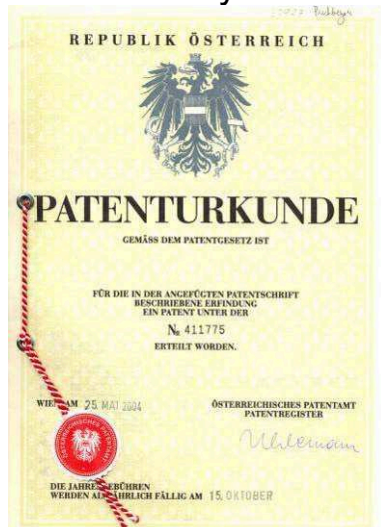 REPUBLIK ÖSTERREICH
PATENTURKUNDE
GEMÄSS DEM PATENTGESETZ IST
FÜR DIE IN DER ANGEFÜGTEN PATENTSCHRIFT
BESCHRIEBENE ERFINDUNG
EIN PATENT UNTER DER
№ 411775
ERTEILT WORDEN.
WIEN, AM 25. MAI 2004
ÖSTERREICHISCHES PATENTAMT
PATENTREGISTER
ÖSTERREICHISCHES PATENTAMT
DIE JAHRESGEBÜHREN
WERDEN ALLJÄHRLICH FÄLLIG AM 15. OKTOBER